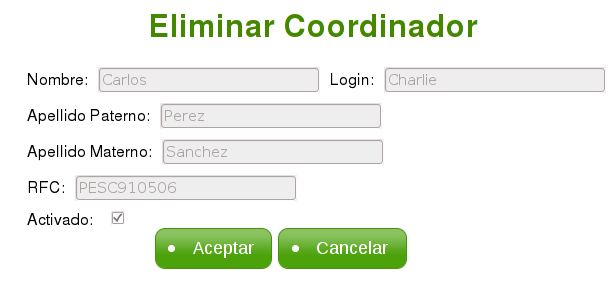 Eliminar Coordinador
Nombre: Carlos Login: Charlie
Apellido Paterno: Perez
Apellido Materno: Sanchez
RFC: PESC910506
Activado:
Aceptar Cancelar